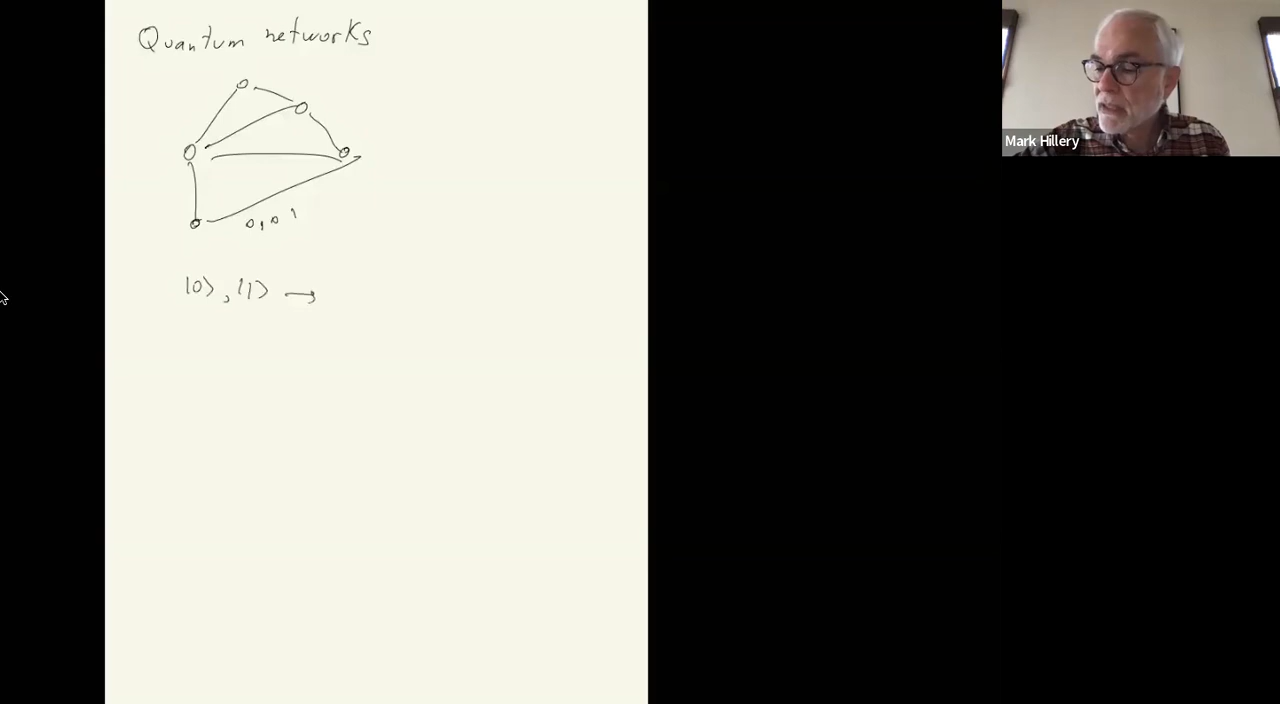 Quantum networks
0, 0 1
|0⟩, |1⟩ →
Mark Hillery